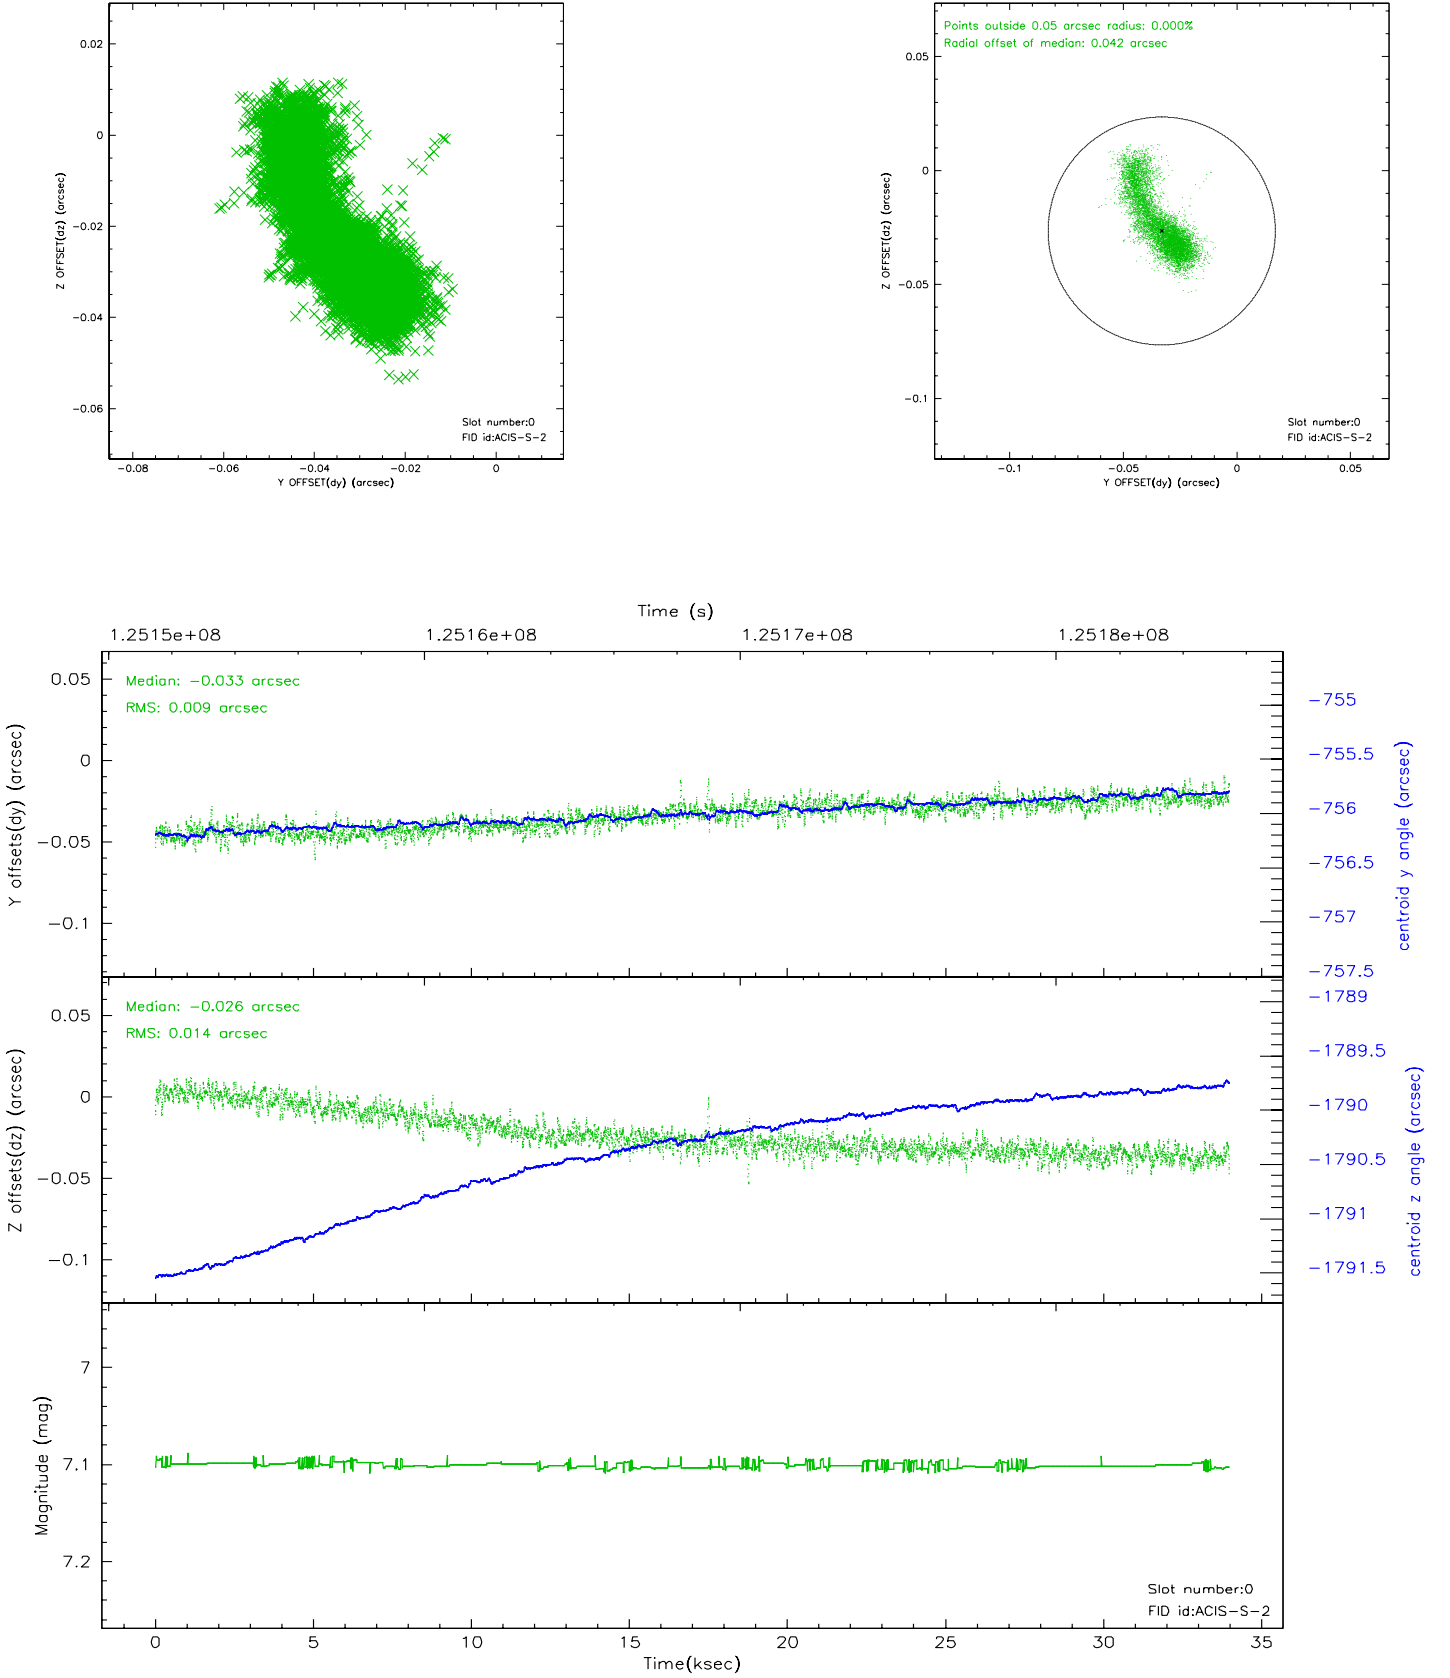 0.02
0
−0.02
−0.04
−0.06
Z OFFSET(dz) (arcsec)
Slot number:0
FID id:ACIS−S−2
−0.08 −0.06 −0.04 −0.02 0
Y OFFSET(dy) (arcsec)
Points outside 0.05 arcsec radius: 0.000%
Radial offset of median: 0.042 arcsec
0.05
0
−0.05
−0.1
Z OFFSET(dz) (arcsec)
Slot number:0
FID id:ACIS−S−2
−0.1 −0.05 0 0.05
Y OFFSET(dy) (arcsec)
Time (s)
1.2515e+08 1.2516e+08 1.2517e+08 1.2518e+08
Median: −0.033 arcsec
RMS: 0.009 arcsec
0.05
0
−0.05
−0.1
Y offsets(dy) (arcsec)
−755
−755.5
−756
−756.5
−757
−757.5
centroid y angle (arcsec)
Median: −0.026 arcsec
RMS: 0.014 arcsec
0.05
0
−0.05
−0.1
Z offsets(dz) (arcsec)
−1789
−1789.5
−1790
−1790.5
−1791
−1791.5
centroid z angle (arcsec)
7
7.1
7.2
Magnitude (mag)
Slot number:0
FID id:ACIS−S−2
0 5 10 15 20 25 30 35
Time(ksec)